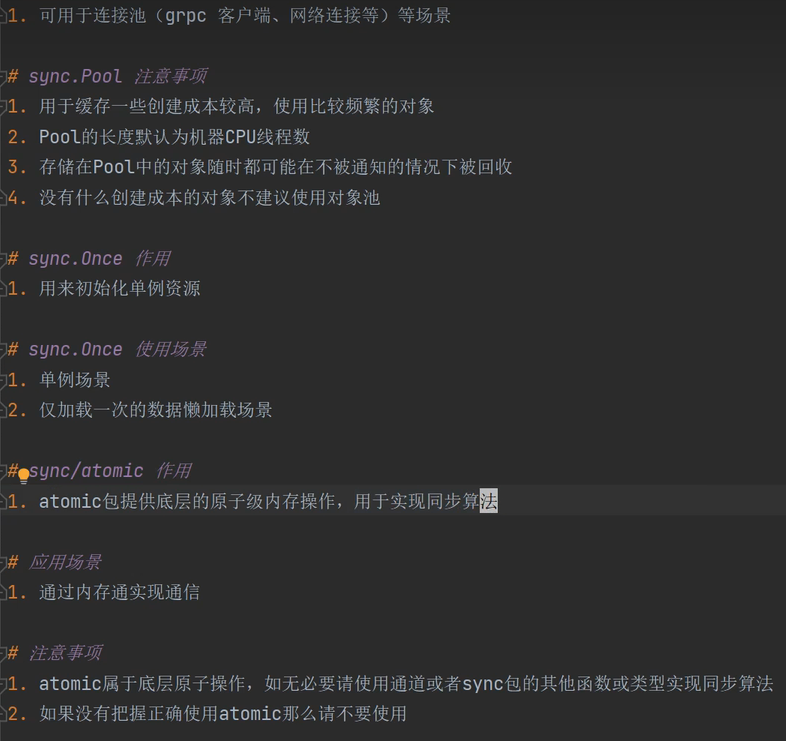 1. 可用于连接池（grpc 客户端、网络连接等）等场景
# sync.Pool 注意事项
1. 用于缓存一些创建成本较高，使用比较频繁的对象
2. Pool的长度默认为机器CPU线程数
3. 存储在Pool中的对象随时都可能在不被通知的情况下被回收
4. 没有什么创建成本的对象不建议使用对象池
# sync.Once 作用
1. 用来初始化单例资源
# sync.Once 使用场景
1. 单例场景
2. 仅加载一次的数据懒加载场景
# sync/atomic 作用
1. atomic包提供底层的原子级内存操作，用于实现同步算法
# 应用场景
1. 通过内存通实现通信
# 注意事项
1. atomic属于底层原子操作，如无必要请使用通道或者sync包的其他函数或类型实现同步算法
2. 如果没有把握正确使用atomic那么请不要使用